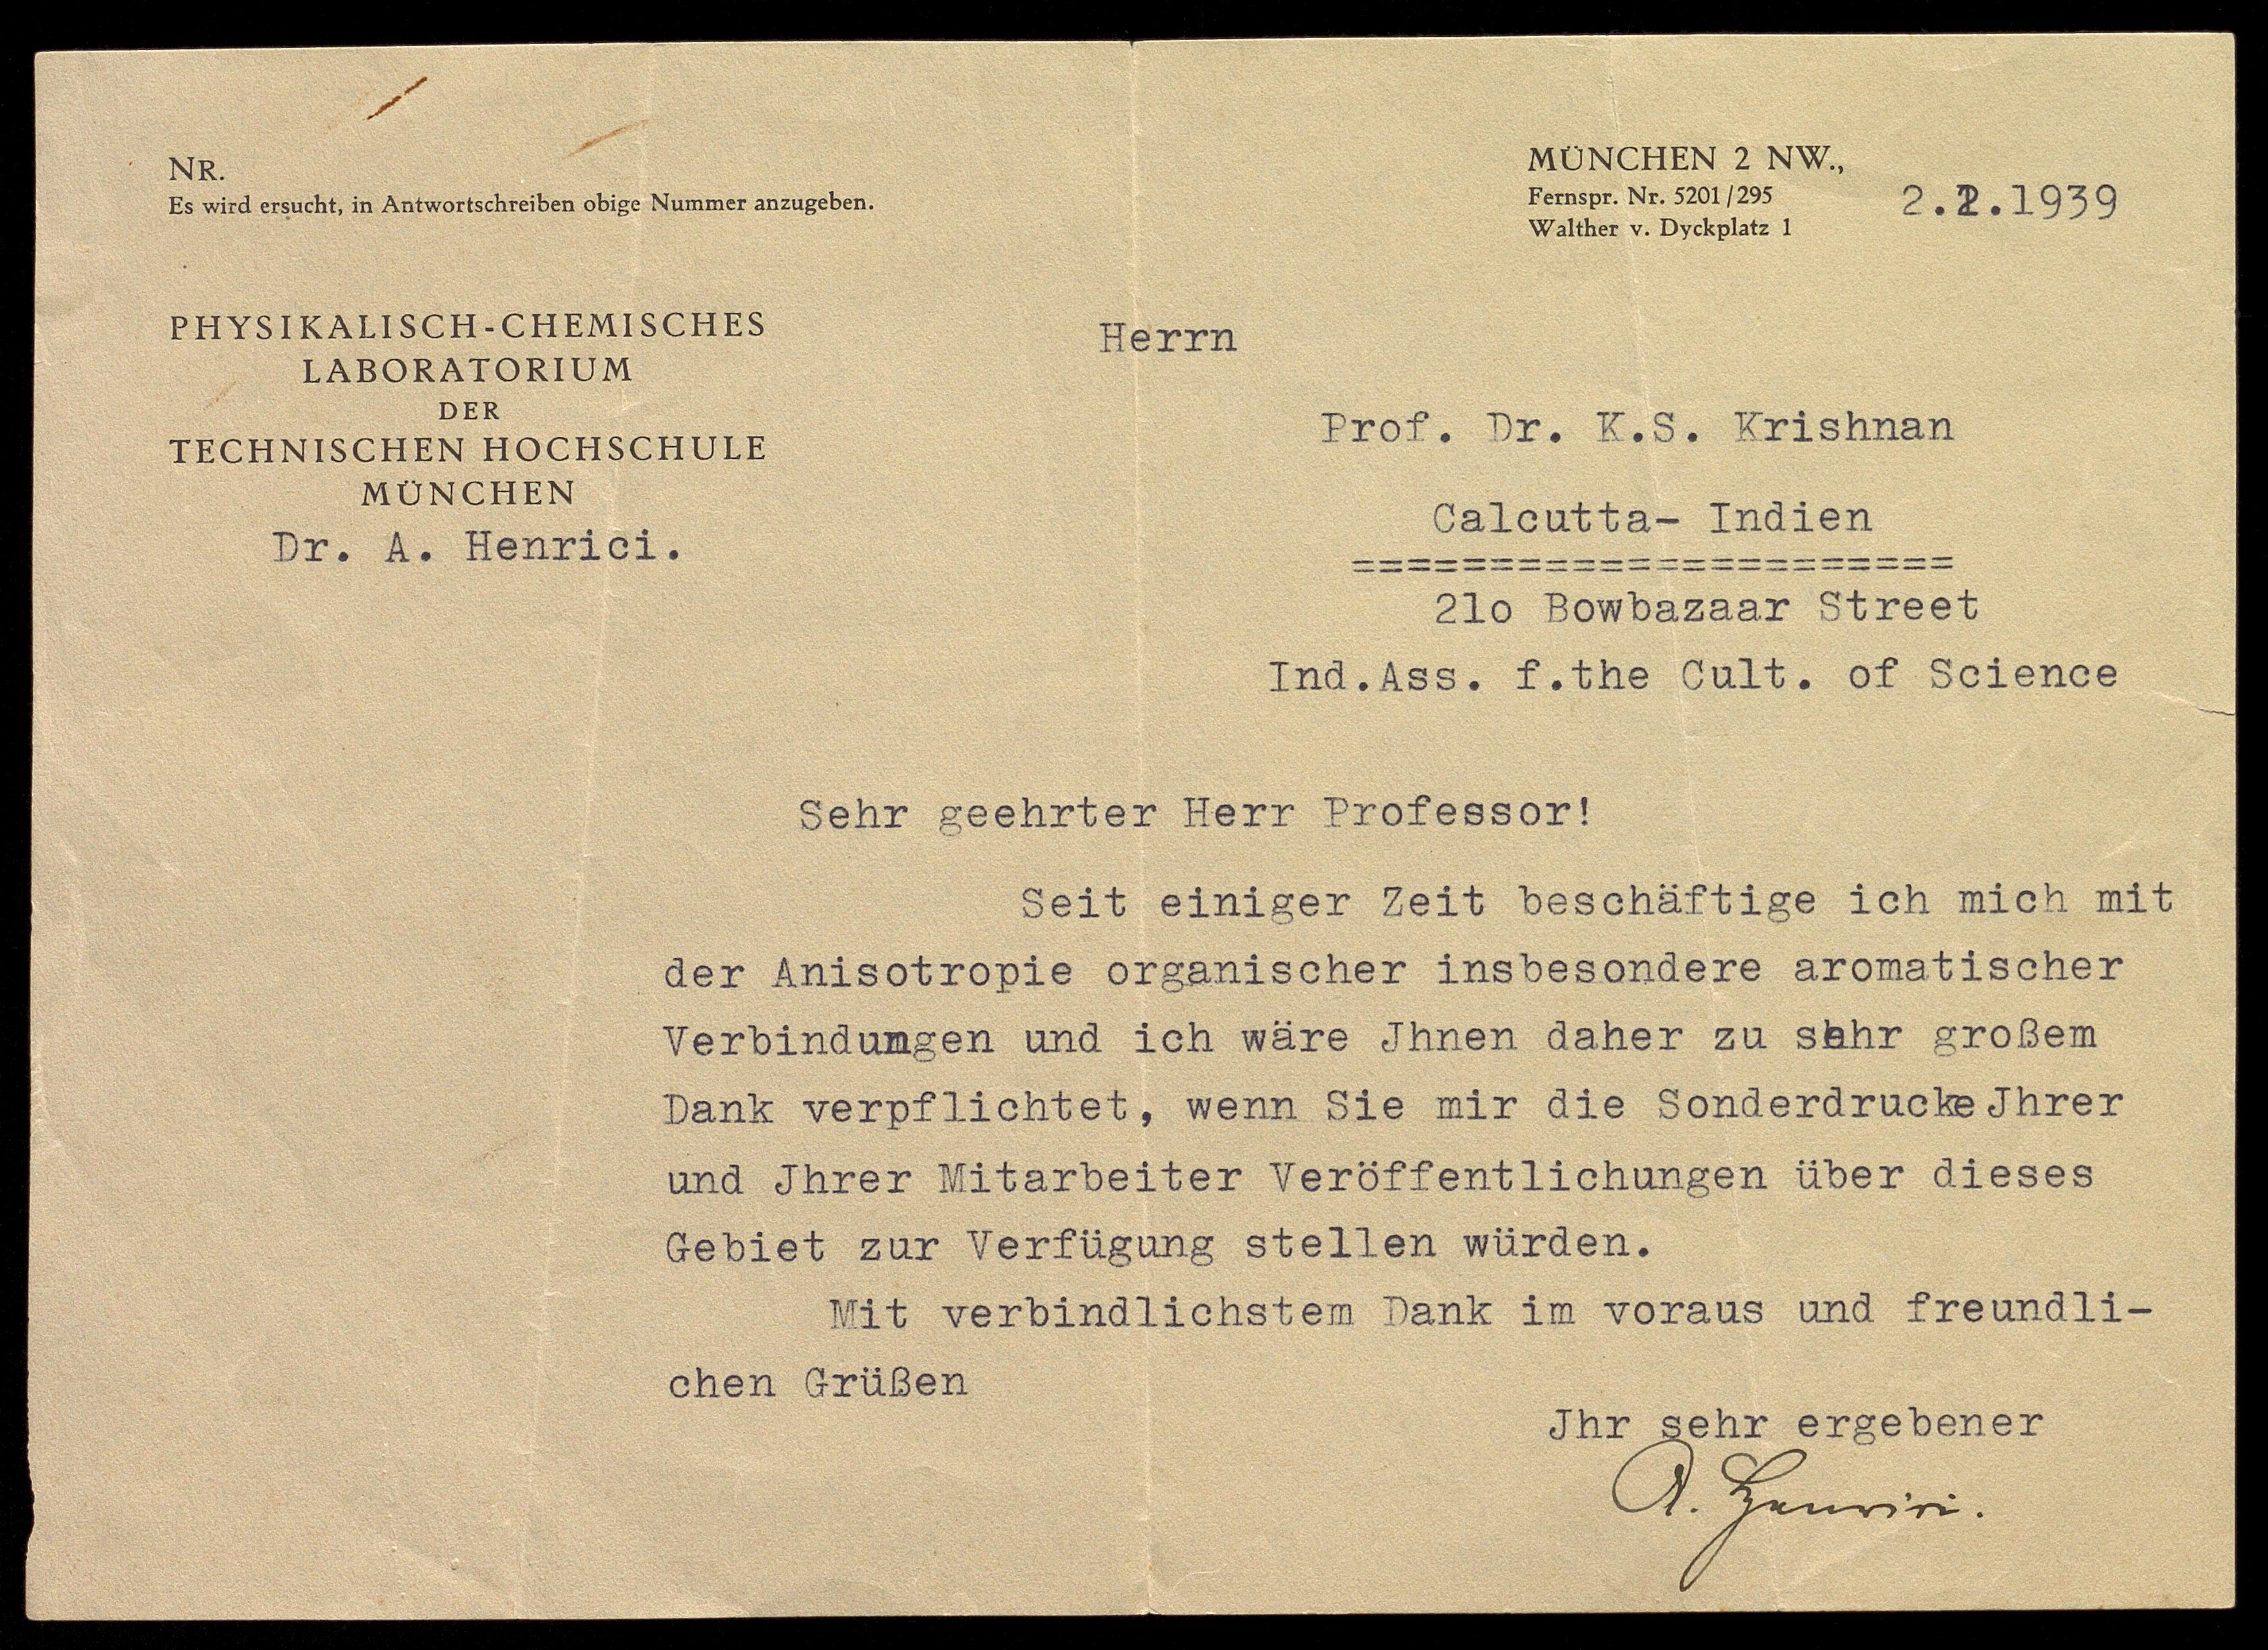 NR.
Es wird ersucht, in Antwortschreiben obige Nummer anzugeben.
MÜNCHEN 2 NW.,
Fernspr. Nr. 5201/295
Walther v. Dyckplatz 1
2.2.1939
PHYSIKALISCH-CHEMISCHES
LABORATORIUM
DER
TECHNISCHEN HOCHSCHULE
MÜNCHEN
Dr. A. Henrici.
Herrn
Prof. Dr. K.S. Krishnan
Calcutta- Indien
======================
21o Bowbazaar Street
Ind.Ass. f.the Cult. of Science
Sehr geehrter Herr Professor!
Seit einiger Zeit beschäftige ich mich mit
der Anisotropie organischer insbesondere aromatischer
Verbindungen und ich wäre Jhnen daher zu sehr großem
Dank verpflichtet, wenn Sie mir die Sonderdrucke Jhrer
und Jhrer Mitarbeiter Veröffentlichungen über dieses
Gebiet zur Verfügung stellen würden.
Mit verbindlichstem Dank im voraus und freundli-
chen Grüßen
Jhr sehr ergebener
A. Henrici.